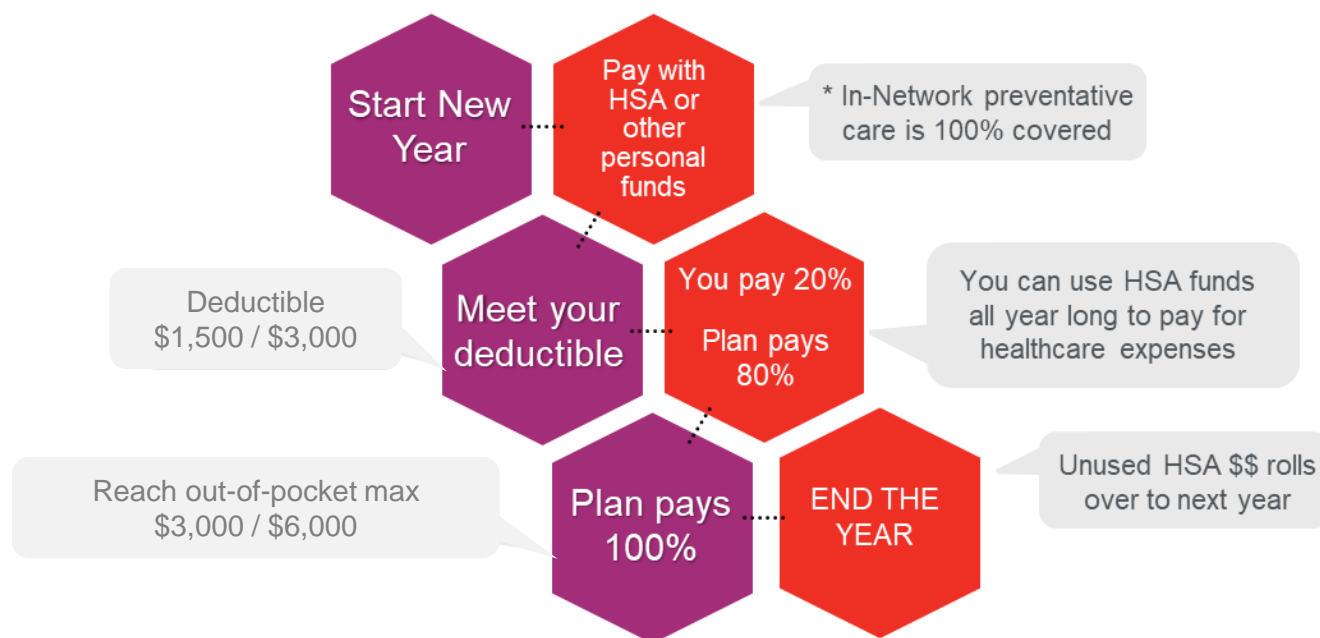 Start New
Year
Pay with
HSA or
other
personal
funds
* In-Network preventative
care is 100% covered
Deductible
$1,500 / $3,000
Meet your
deductible
You pay 20%
Plan pays
80%
You can use HSA funds
all year long to pay for
healthcare expenses
Reach out-of-pocket max
$3,000 / $6,000
Plan pays
100%
END THE
YEAR
Unused HSA $$ rolls
over to next year